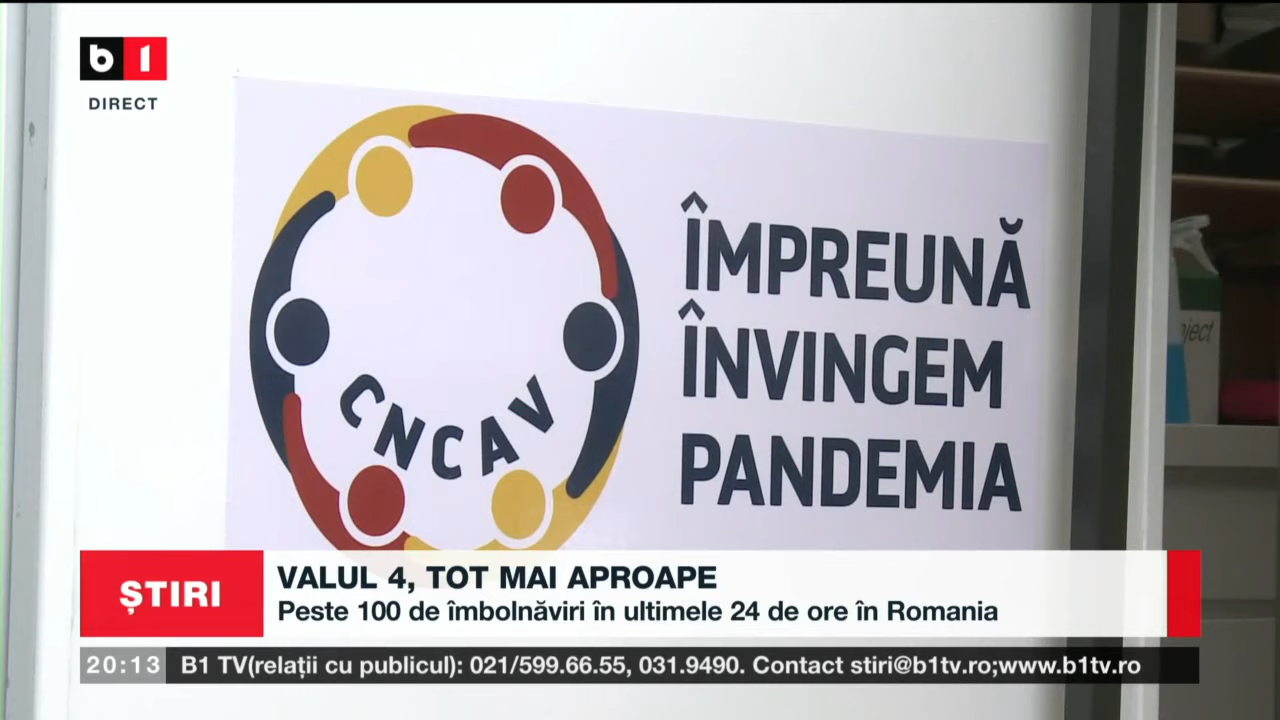 b 1
DIRECT
CNCAV
ÎMPREUNĂ
ÎNVINGEM
PANDEMIA
ȘTIRI
VALUL 4, TOT MAI APROAPE
Peste 100 de îmbolnăviri în ultimele 24 de ore în Romania
20:13 B1 TV(relații cu publicul): 021/599.66.55, 031.9490. Contact stiri@b1tv.ro;www.b1tv.ro